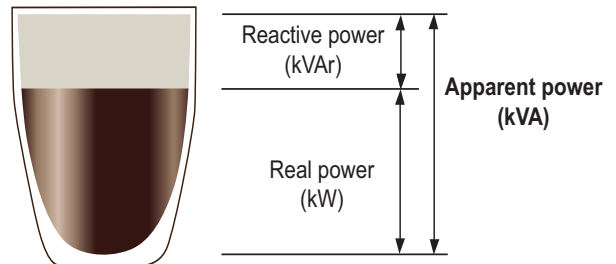 Reactive power
(kVAr)
Apparent power
(kVA)
Real power
(kW)